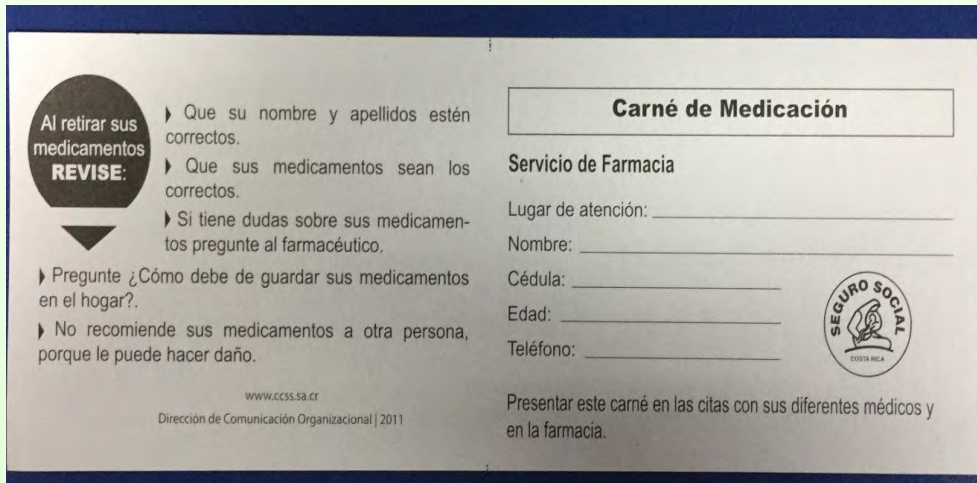 Al retirar sus
medicamentos
REVISE:
Que su nombre y apellidos estén
correctos.
Que sus medicamentos sean los
correctos.
Si tiene dudas sobre sus medicamen-
tos pregunte al farmacéutico.
Pregunte ¿Cómo debe de guardar sus medicamentos
en el hogar?.
No recomiende sus medicamentos a otra persona,
porque le puede hacer daño.
www.ccss.sa.cr
Dirección de Comunicación Organizacional | 2011
Carné de Medicación
Servicio de Farmacia
Lugar de atención:
Nombre:
Cédula:
Edad:
Teléfono:
SEGURO SOCIAL
COSTA RICA
Presentar este carné en las citas con sus diferentes médicos y
en la farmacia.